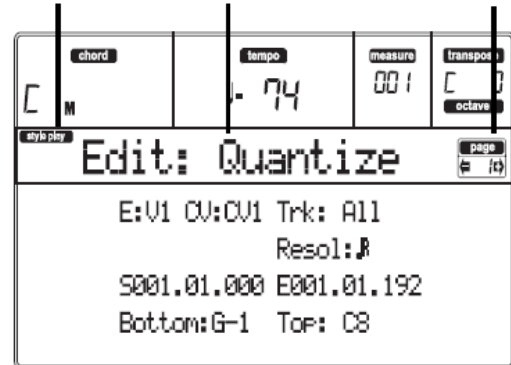 chord tempo measure transpose
C M ♩- 74 001 C 0
octave
style play
Edit: Quantize page
E:V1 CV:CV1 Trk: All
Resol:♪
S001.01.000 E001.01.192
Bottom:G-1 Top: C8